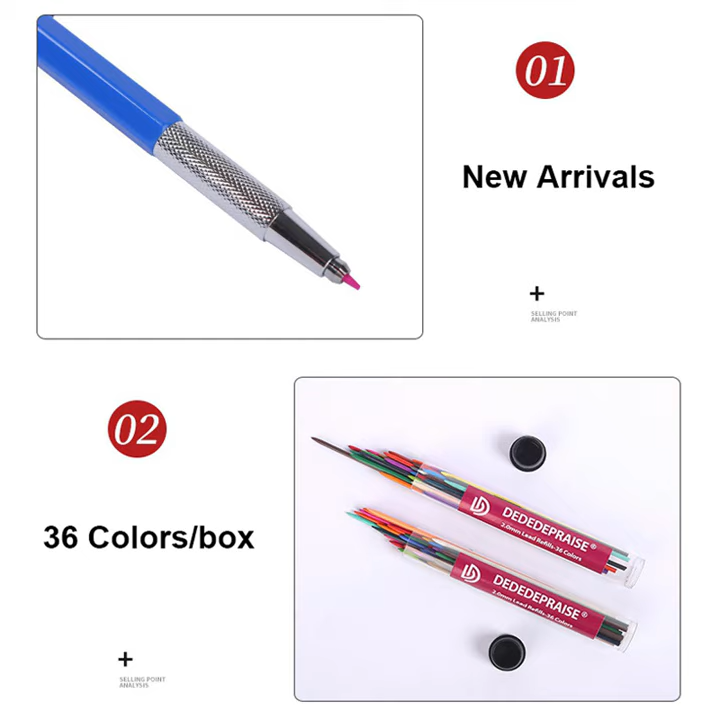 01
New Arrivals
+
SELLING POINT
ANALYSIS
02
36 Colors/box
+
SELLING POINT
ANALYSIS
DEDEDEPRAISE®
2.0mm Lead Refills-36 Colors
DEDEDEPRAISE®
2.0mm Lead Refills-36 Colors